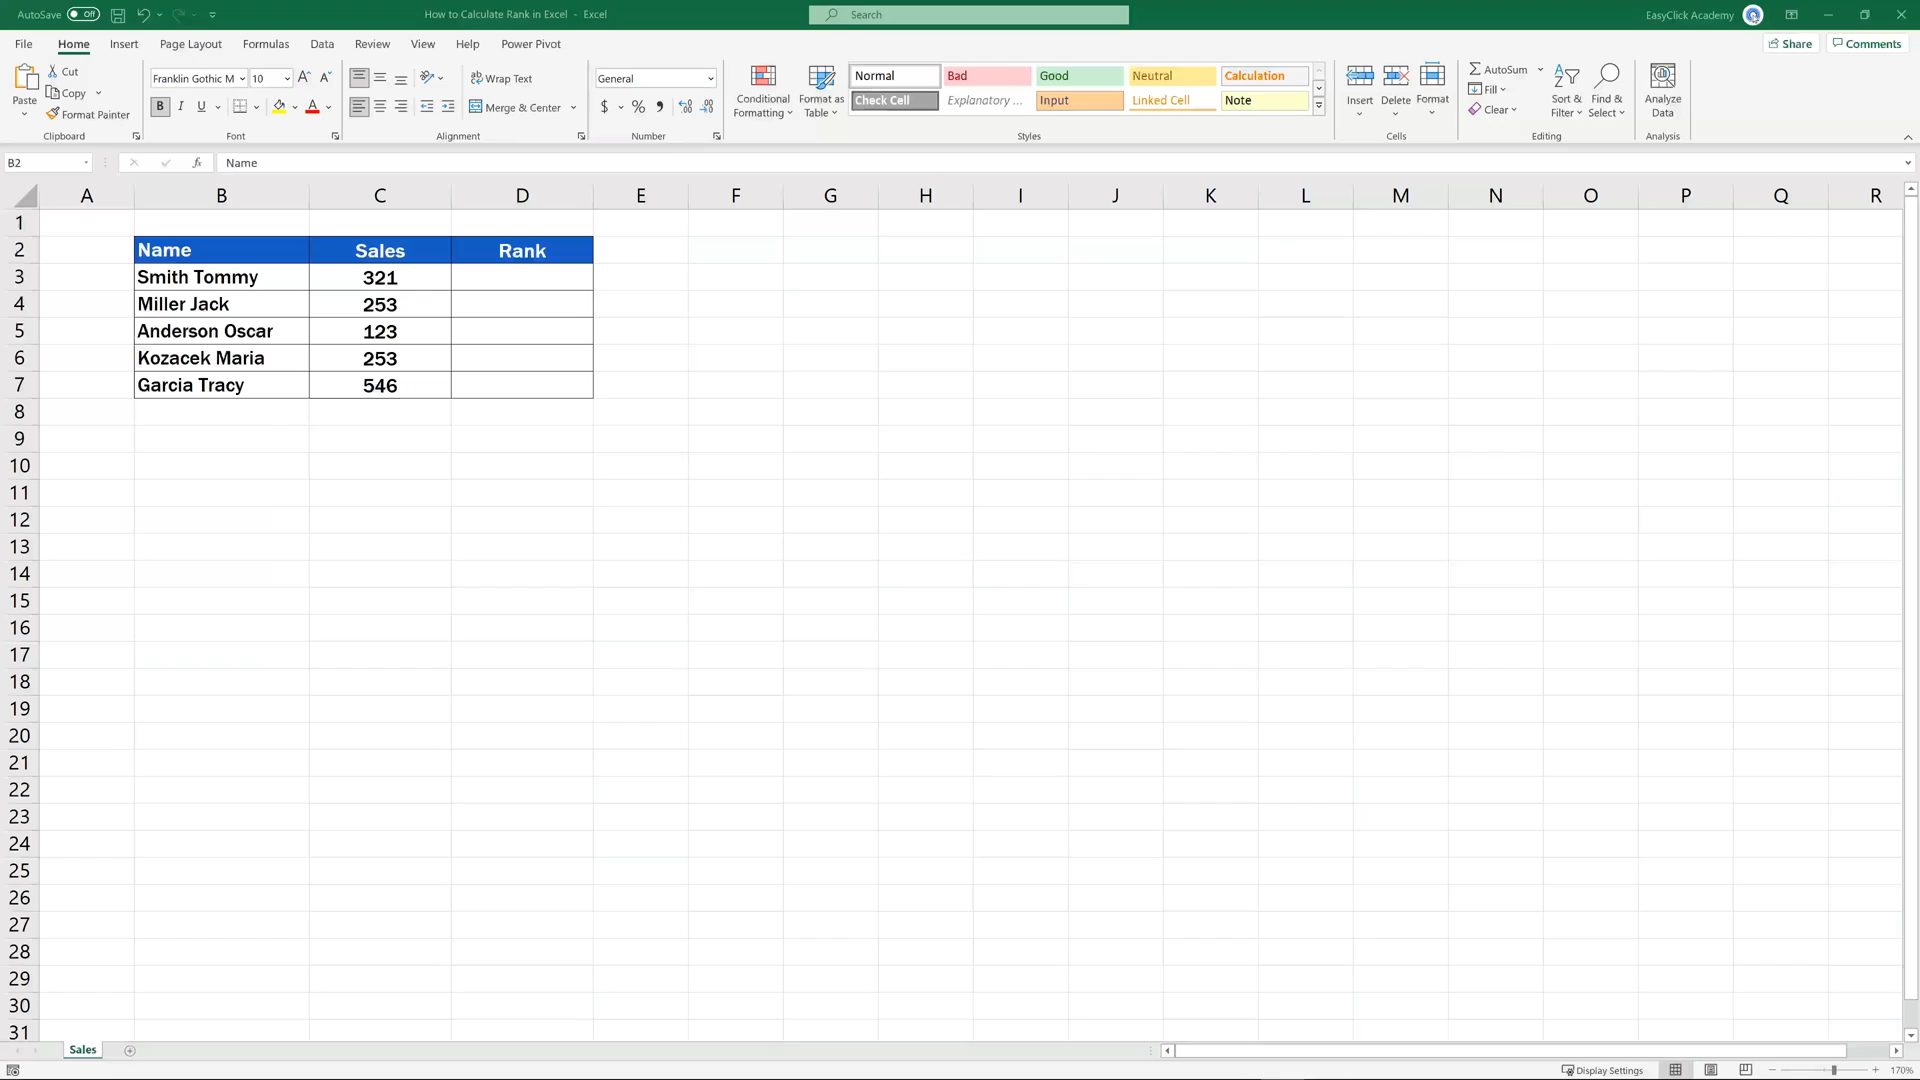 AutoSave Off How to Calculate Rank in Excel - Excel Search EasyClick Academy
File Home Insert Page Layout Formulas Data Review View Help Power Pivot Share Comments
Paste Cut Copy Format Painter
Clipboard
Franklin Gothic M 10 A A
B I U A
Font
Wrap Text
Merge & Center
Alignment
General
$ % 9
Number
Conditional Formatting
Format as Table
Normal Bad Good Neutral Calculation
Check Cell Explanatory ... Input Linked Cell Note
Styles
Insert Delete Format
Cells
AutoSum
Fill
Clear
Sort & Filter
Find & Select
Editing
Analyze Data
Analysis
B2 fx Name
A B C D E F G H I J K L M N O P Q R
1
2 Name Sales Rank
3 Smith Tommy 321
4 Miller Jack 253
5 Anderson Oscar 123
6 Kozacek Maria 253
7 Garcia Tracy 546
8
9
10
11
12
13
14
15
16
17
18
19
20
21
22
23
24
25
26
27
28
29
30
31
Sales
Display Settings 170%